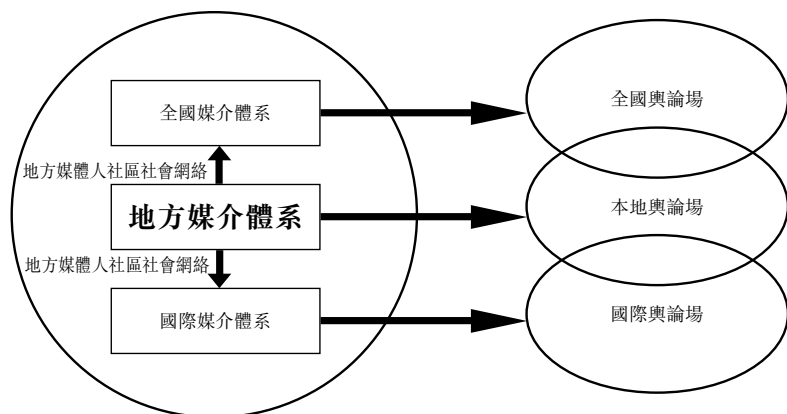 全國媒介體系
全國輿論場
地方媒體人社區社會網絡
地方媒介體系
本地輿論場
地方媒體人社區社會網絡
國際媒介體系
國際輿論場